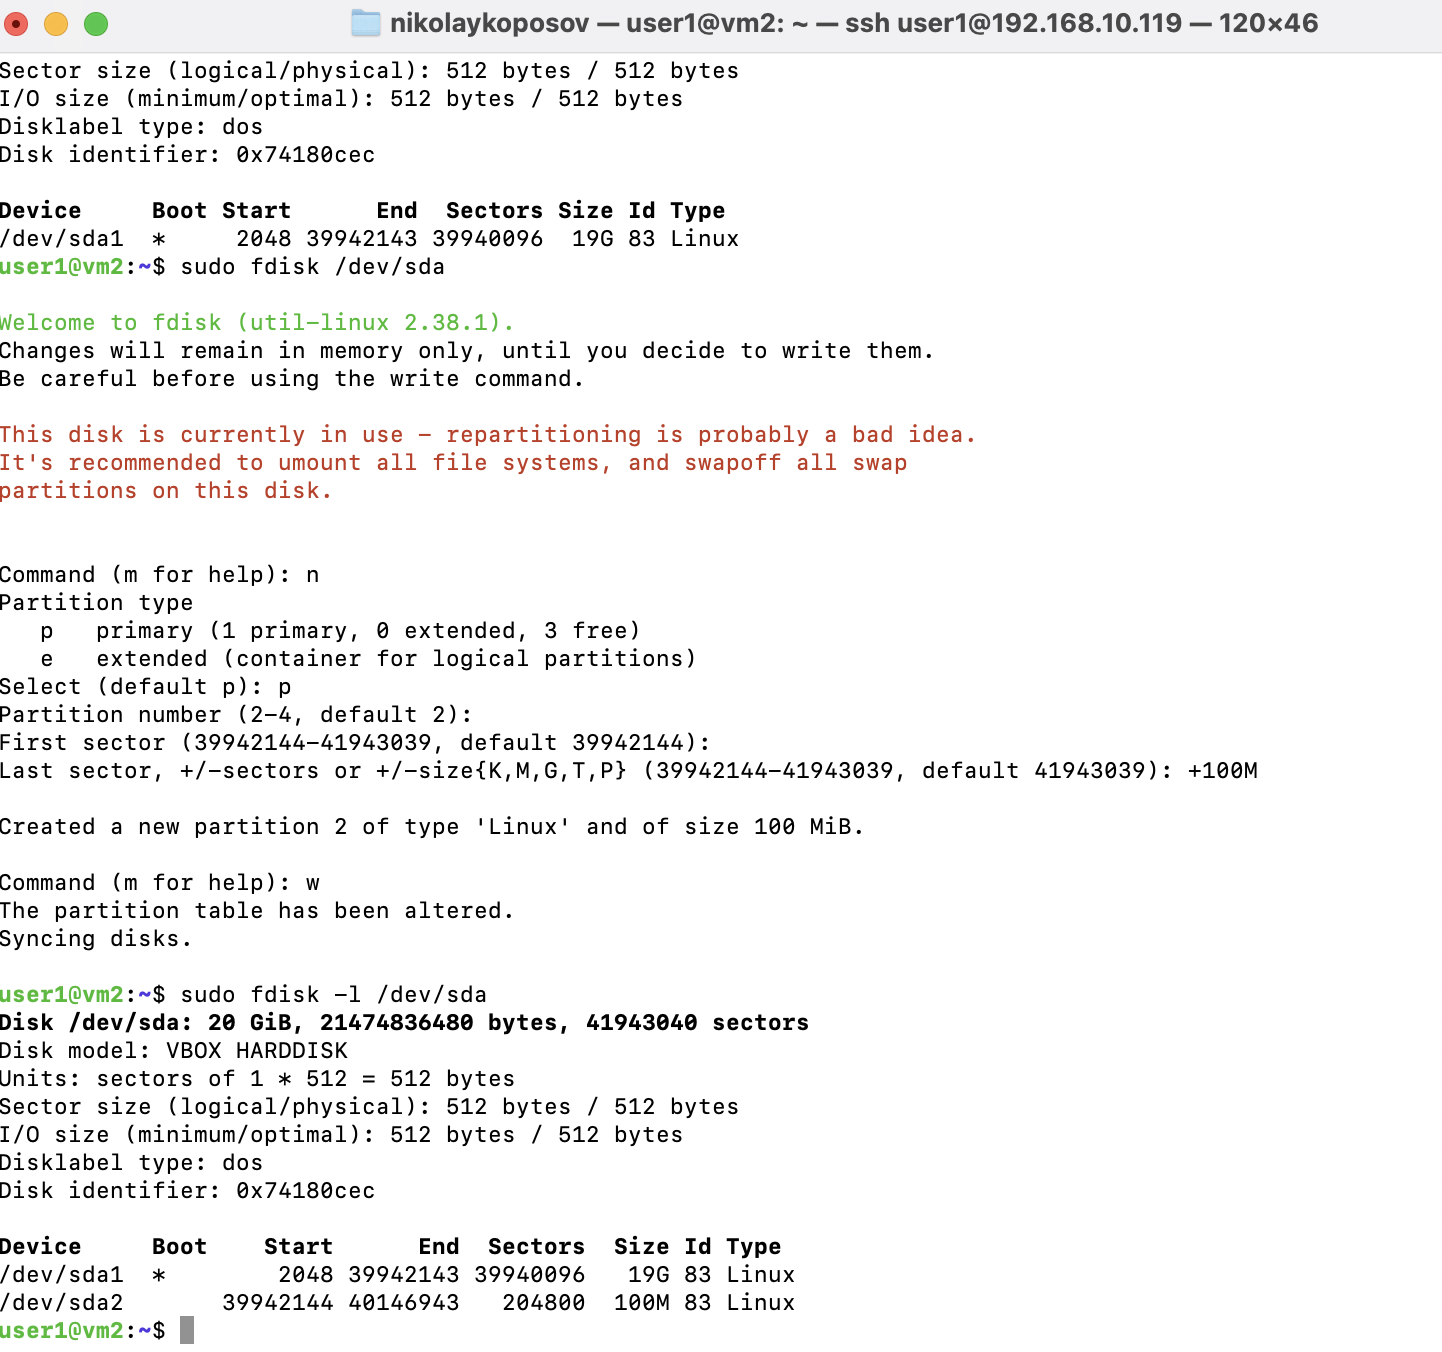 nikolaykoposov — user1@vm2: ~ — ssh user1@192.168.10.119 — 120×46
Sector size (logical/physical): 512 bytes / 512 bytes
I/O size (minimum/optimal): 512 bytes / 512 bytes
Disklabel type: dos
Disk identifier: 0x74180cec
Device     Boot Start      End  Sectors Size Id Type
/dev/sda1  *     2048 39942143 39940096  19G 83 Linux
user1@vm2:~$ sudo fdisk /dev/sda
Welcome to fdisk (util-linux 2.38.1).
Changes will remain in memory only, until you decide to write them.
Be careful before using the write command.
This disk is currently in use - repartitioning is probably a bad idea.
It's recommended to umount all file systems, and swapoff all swap
partitions on this disk.
Command (m for help): n
Partition type
   p   primary (1 primary, 0 extended, 3 free)
   e   extended (container for logical partitions)
Select (default p): p
Partition number (2-4, default 2):
First sector (39942144-41943039, default 39942144):
Last sector, +/-sectors or +/-size{K,M,G,T,P} (39942144-41943039, default 41943039): +100M
Created a new partition 2 of type 'Linux' and of size 100 MiB.
Command (m for help): w
The partition table has been altered.
Syncing disks.
user1@vm2:~$ sudo fdisk -l /dev/sda
Disk /dev/sda: 20 GiB, 21474836480 bytes, 41943040 sectors
Disk model: VBOX HARDDISK
Units: sectors of 1 * 512 = 512 bytes
Sector size (logical/physical): 512 bytes / 512 bytes
I/O size (minimum/optimal): 512 bytes / 512 bytes
Disklabel type: dos
Disk identifier: 0x74180cec
Device     Boot    Start      End  Sectors  Size Id Type
/dev/sda1  *        2048 39942143 39940096   19G 83 Linux
/dev/sda2       39942144 40146943   204800  100M 83 Linux
user1@vm2:~$